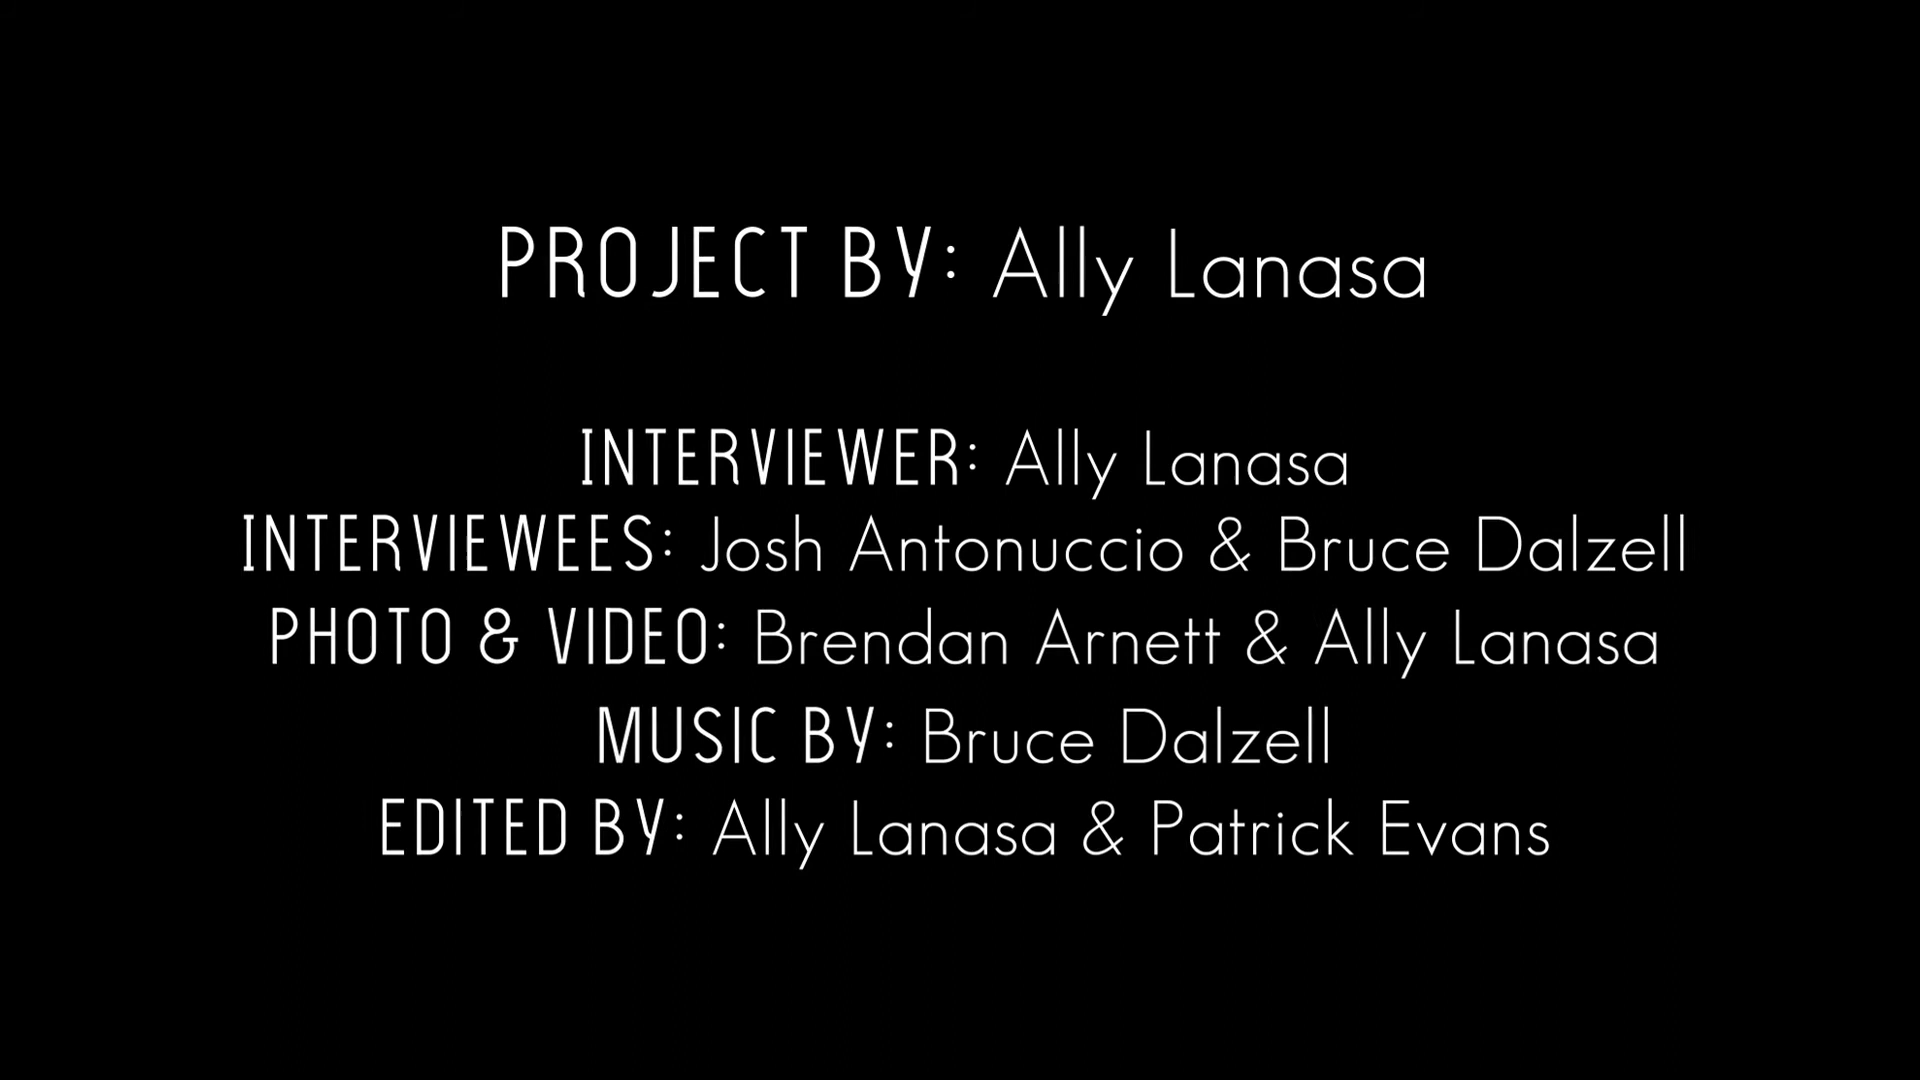 PROJECT BY: Ally Lanasa
INTERVIEWER: Ally Lanasa
INTERVIEWEES: Josh Antonuccio & Bruce Dalzell
PHOTO & VIDEO: Brendan Arnett & Ally Lanasa
MUSIC BY: Bruce Dalzell
EDITED BY: Ally Lanasa & Patrick Evans